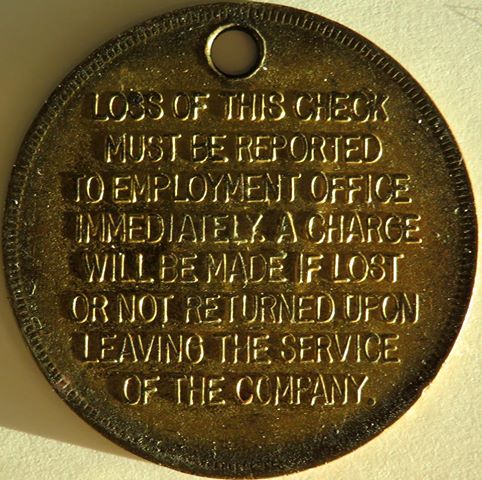 LOSS OF THIS CHECK
MUST BE REPORTED
TO EMPLOYMENT OFFICE
IMMEDIATELY. A CHARGE
WILL BE MADE IF LOST
OR NOT RETURNED UPON
LEAVING THE SERVICE
OF THE COMPANY.